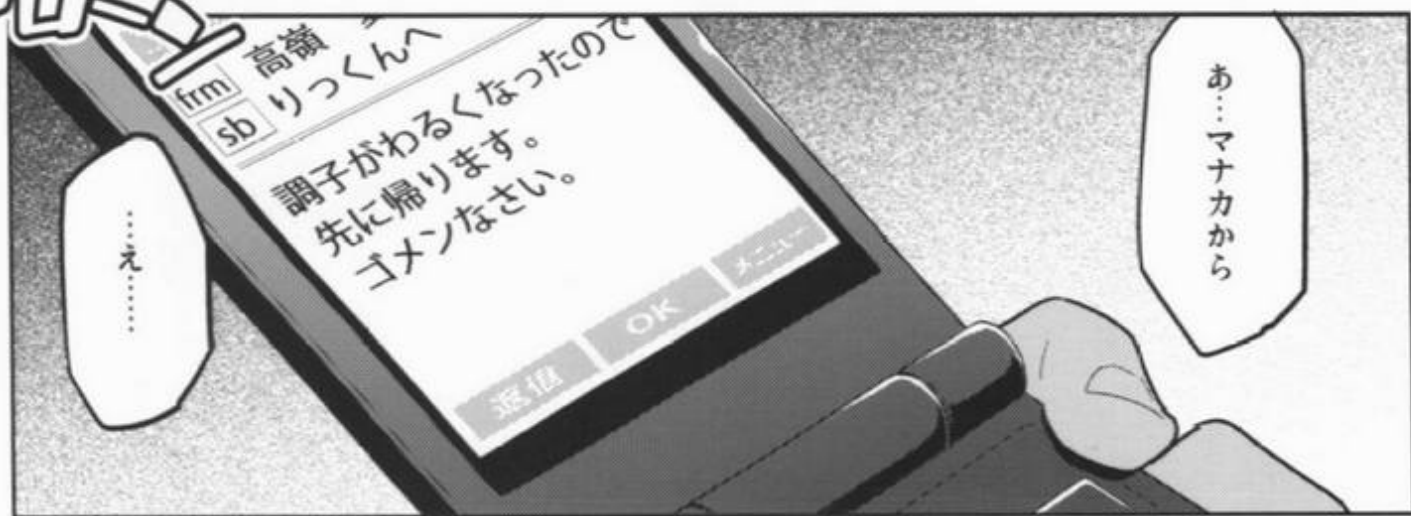 あ…マナカから
frm 高嶺
sb りっくんへ
調子がわるくなったので
先に帰ります。
ゴメンなさい。
返信 OK メニュー
……え………